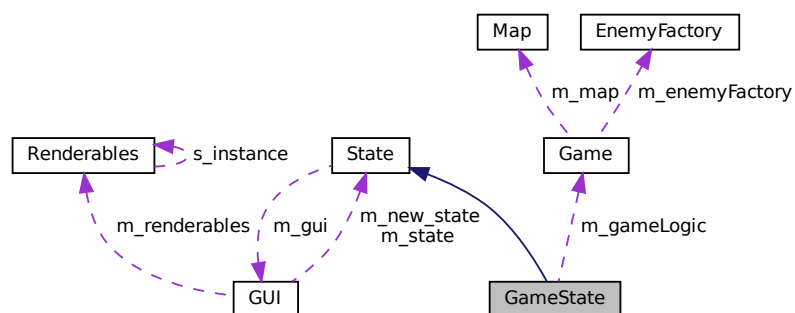 Map
EnemyFactory
m_map
m_enemyFactory
Renderables
s_instance
State
Game
m_renderables
m_gui
m_new_state
m_state
m_gameLogic
GUI
GameState